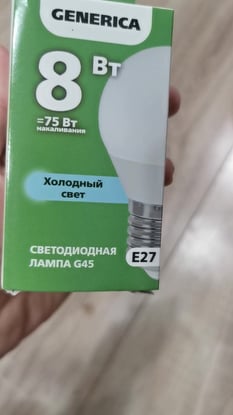 GENERICA
8 Вт
=75 Вт
накаливания
Холодный
свет
СВЕТОДИОДНАЯ
ЛАМПА G45
E27